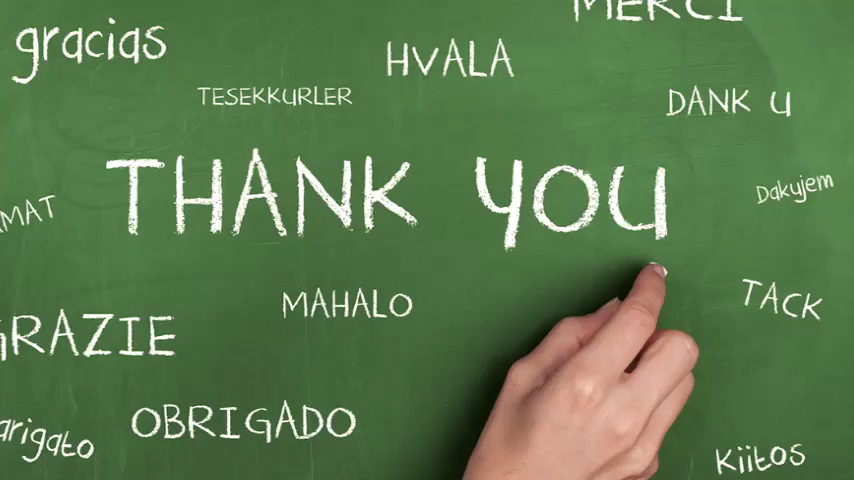 MERCI
gracias
HVALA
TESEKKURLER
DANK U
THANK YOU
Dakujem
MAHALO
TACK
GRAZIE
OBRIGADO
arigato
Kiitos